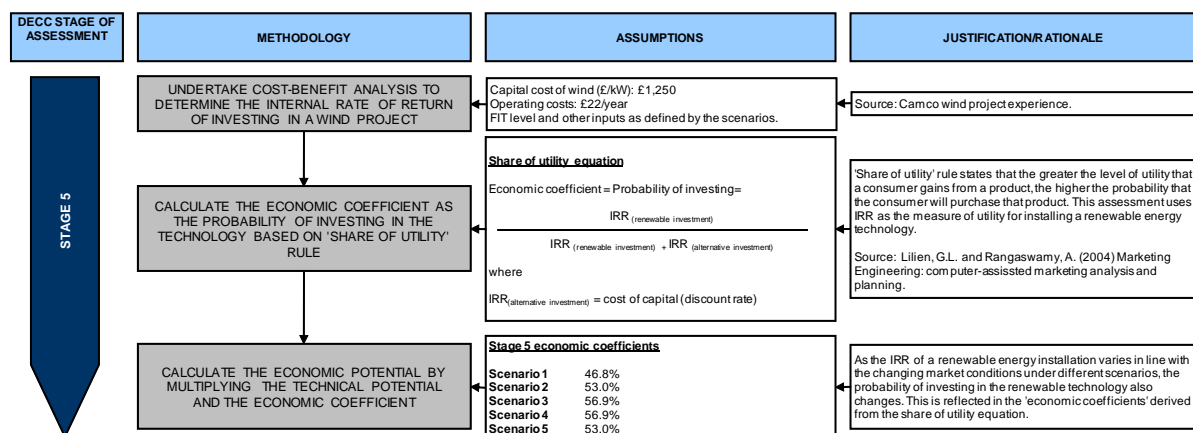 DECC STAGE OF
ASSESSMENT
METHODOLOGY
ASSUMPTIONS
JUSTIFICATION/RATIONALE
STAGE 5
UNDERTAKE COST-BENEFIT ANALYSIS TO
DETERMINE THE INTERNAL RATE OF RETURN
OF INVESTING IN A WIND PROJECT
Capital cost of wind (£/kW): £1,250
Operating costs: £22/year
FIT level and other inputs as defined by the scenarios.
Source: Camco wind project experience.
CALCULATE THE ECONOMIC COEFFICIENT AS
THE PROBABILITY OF INVESTING IN THE
TECHNOLOGY BASED ON 'SHARE OF UTILITY'
RULE
Share of utility equation
Economic coefficient = Probability of investing=
IRR (renewable investment)
IRR (renewable investment) + IRR (alternative investment)
where
IRR(alternative investment) = cost of capital (discount rate)
'Share of utility' rule states that the greater the level of utility that
a consumer gains from a product, the higher the probability that
the consumer will purchase that product. This assessment uses
IRR as the measure of utility for installing a renewable energy
technology.
Source: Lilien, G.L. and Rangaswamy, A. (2004) Marketing
Engineering: computer-assissted marketing analysis and
planning.
CALCULATE THE ECONOMIC POTENTIAL BY
MULTIPLYING THE TECHNICAL POTENTIAL
AND THE ECONOMIC COEFFICIENT
Stage 5 economic coefficients
Scenario 1 46.8%
Scenario 2 53.0%
Scenario 3 56.9%
Scenario 4 56.9%
Scenario 5 53.0%
As the IRR of a renewable energy installation varies in line with
the changing market conditions under different scenarios, the
probability of investing in the renewable technology also
changes. This is reflected in the 'economic coefficients' derived
from the share of utility equation.